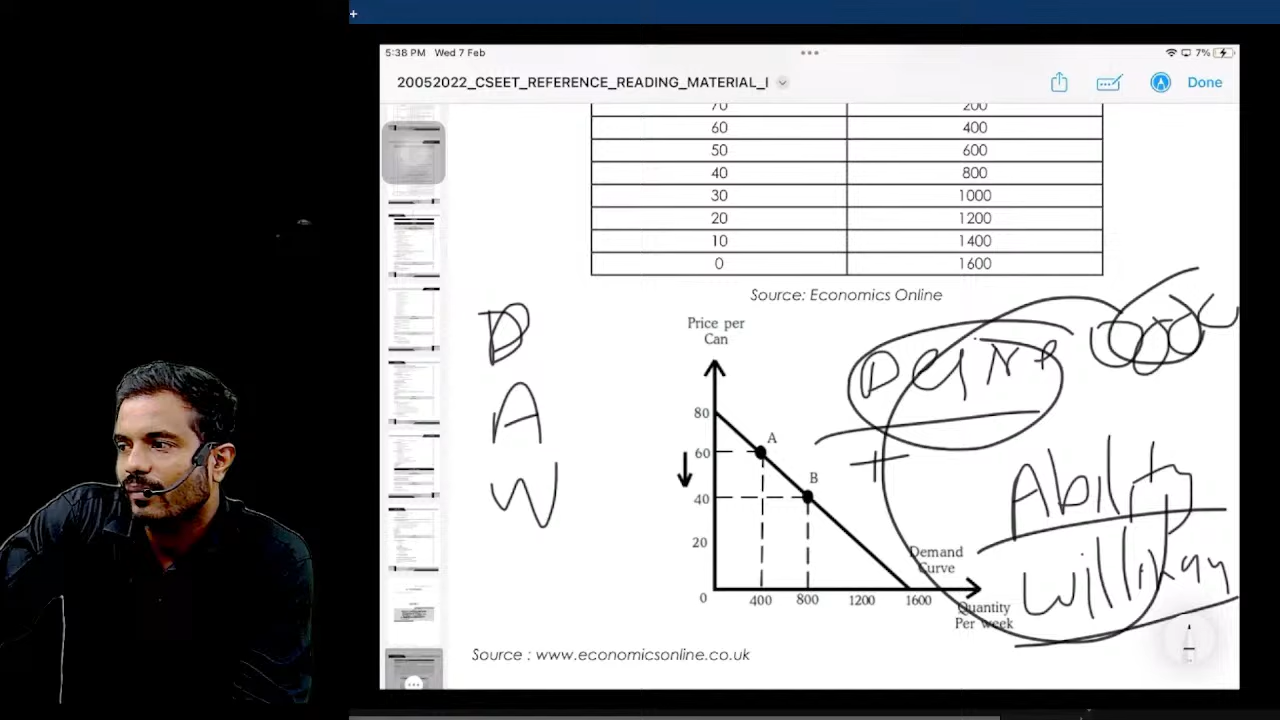 5:38 PM Wed 7 Feb
7%
20052022_CSEET_REFERENCE_READING_MATERIAL_I
Done
70 200
60 400
50 600
40 800
30 1000
20 1200
10 1400
0 1600
Source: Economics Online
Price per
Can
80
60
40
20
0
A
B
400 800 1200 1600
Demand
Curve
Quantity
Per week
Source : www.economicsonline.co.uk
D
A
W
Desire
+
Ability